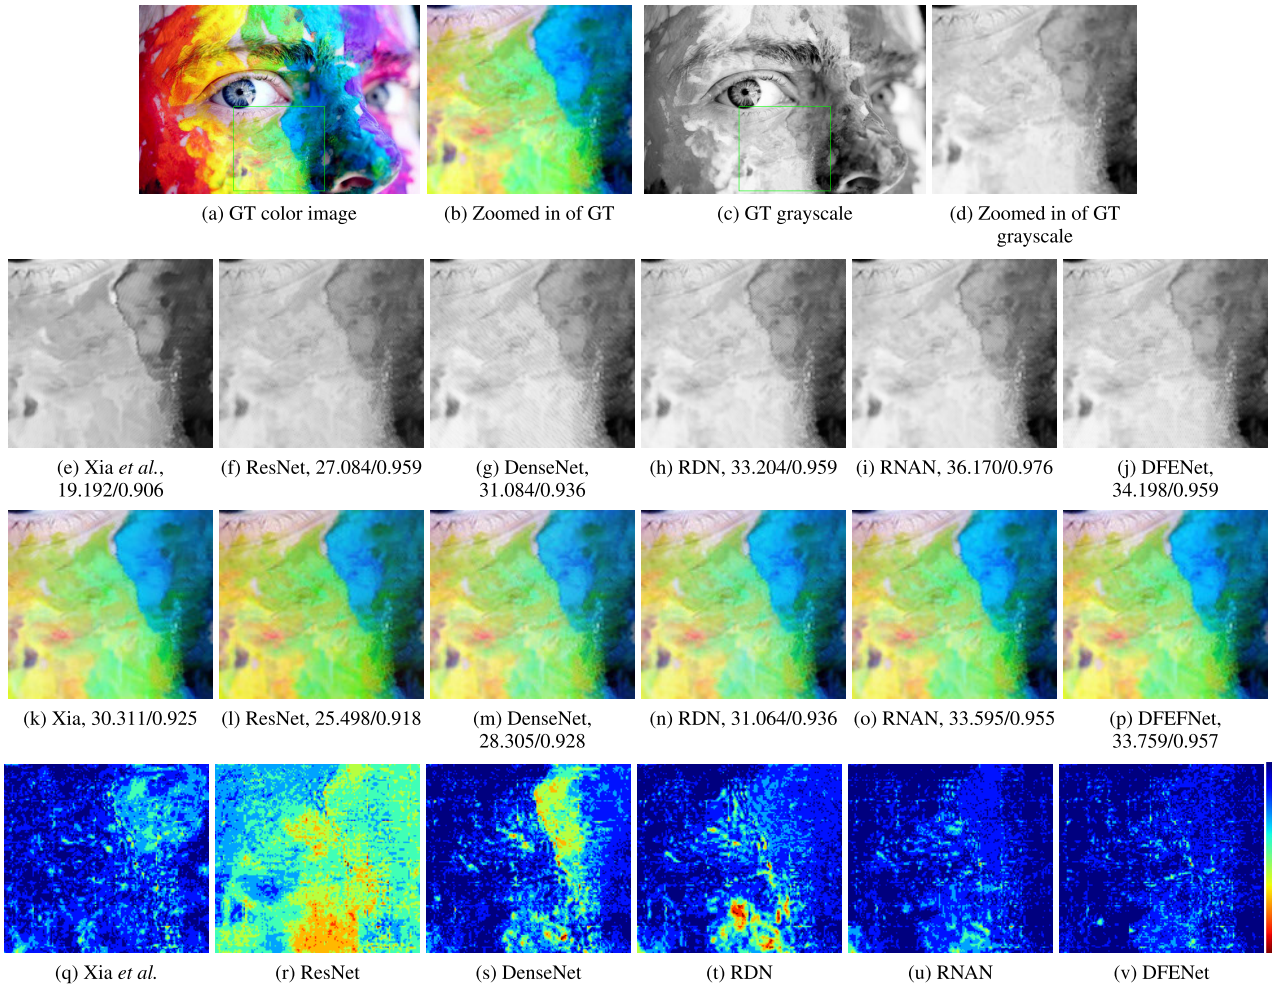 (a) GT color image
(b) Zoomed in of GT
(c) GT grayscale
(d) Zoomed in of GT
grayscale
(e) Xia et al.,
19.192/0.906
(f) ResNet, 27.084/0.959
(g) DenseNet,
31.084/0.936
(h) RDN, 33.204/0.959
(i) RNAN, 36.170/0.976
(j) DFENet,
34.198/0.959
(k) Xia, 30.311/0.925
(l) ResNet, 25.498/0.918
(m) DenseNet,
28.305/0.928
(n) RDN, 31.064/0.936
(o) RNAN, 33.595/0.955
(p) DFEFNet,
33.759/0.957
(q) Xia et al.
(r) ResNet
(s) DenseNet
(t) RDN
(u) RNAN
(v) DFENet